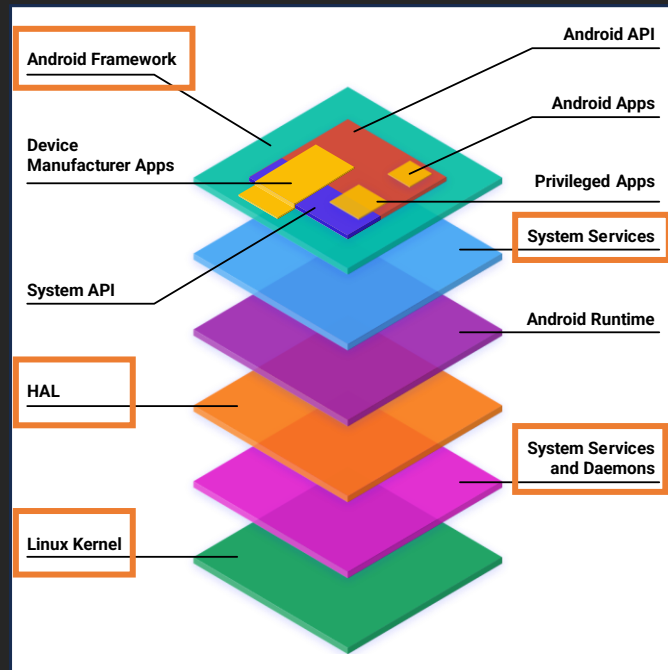 Android Framework
Android API
Android Apps
Device
Manufacturer Apps
Privileged Apps
System Services
System API
Android Runtime
HAL
System Services
and Daemons
Linux Kernel